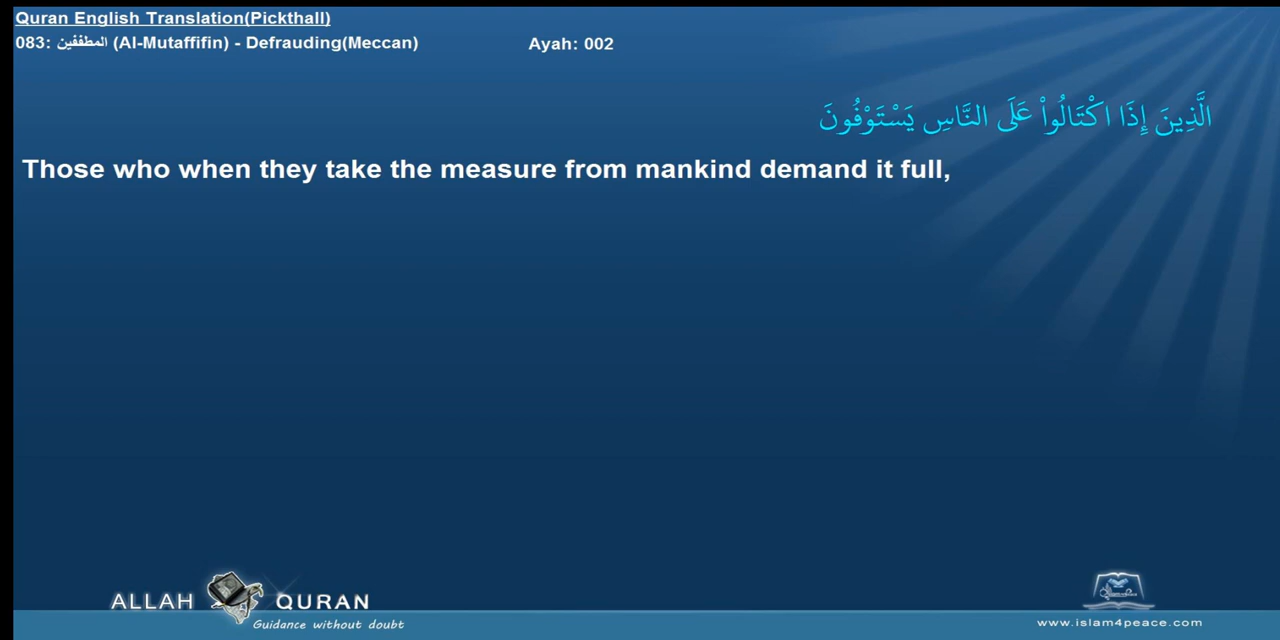 Quran English Translation(Pickthall)
083: المطففين (Al-Mutaffifin) - Defrauding(Meccan) Ayah: 002
الَّذِينَ إِذَا اكْتَالُواْ عَلَى النَّاسِ يَسْتَوْفُونَ
Those who when they take the measure from mankind demand it full,
ALLAH QURAN
Guidance without doubt
www.islam4peace.com